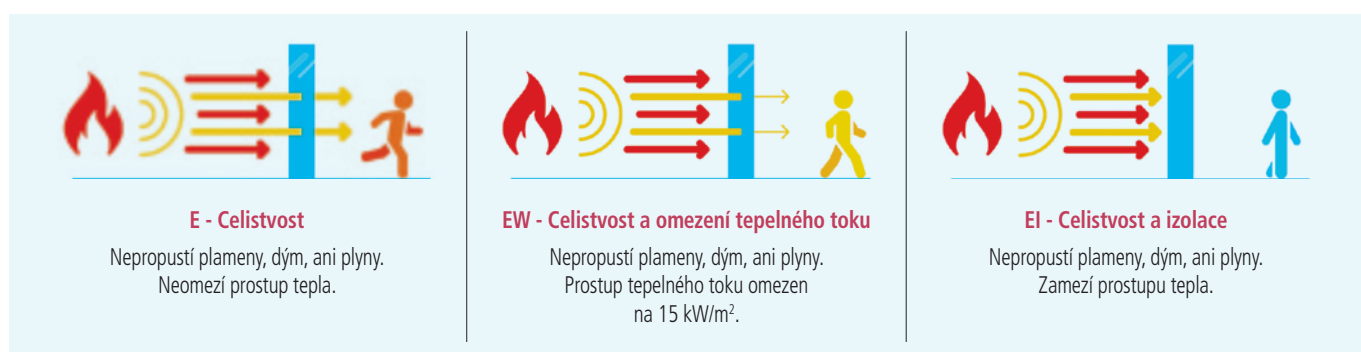 E - Celistvost
Nepropustí plameny, dým, ani plyny.
Neomezí prostup tepla.
EW - Celistvost a omezení tepelného toku
Nepropustí plameny, dým, ani plyny.
Prostup tepelného toku omezen
na 15 kW/m².
EI - Celistvost a izolace
Nepropustí plameny, dým, ani plyny.
Zamezí prostupu tepla.